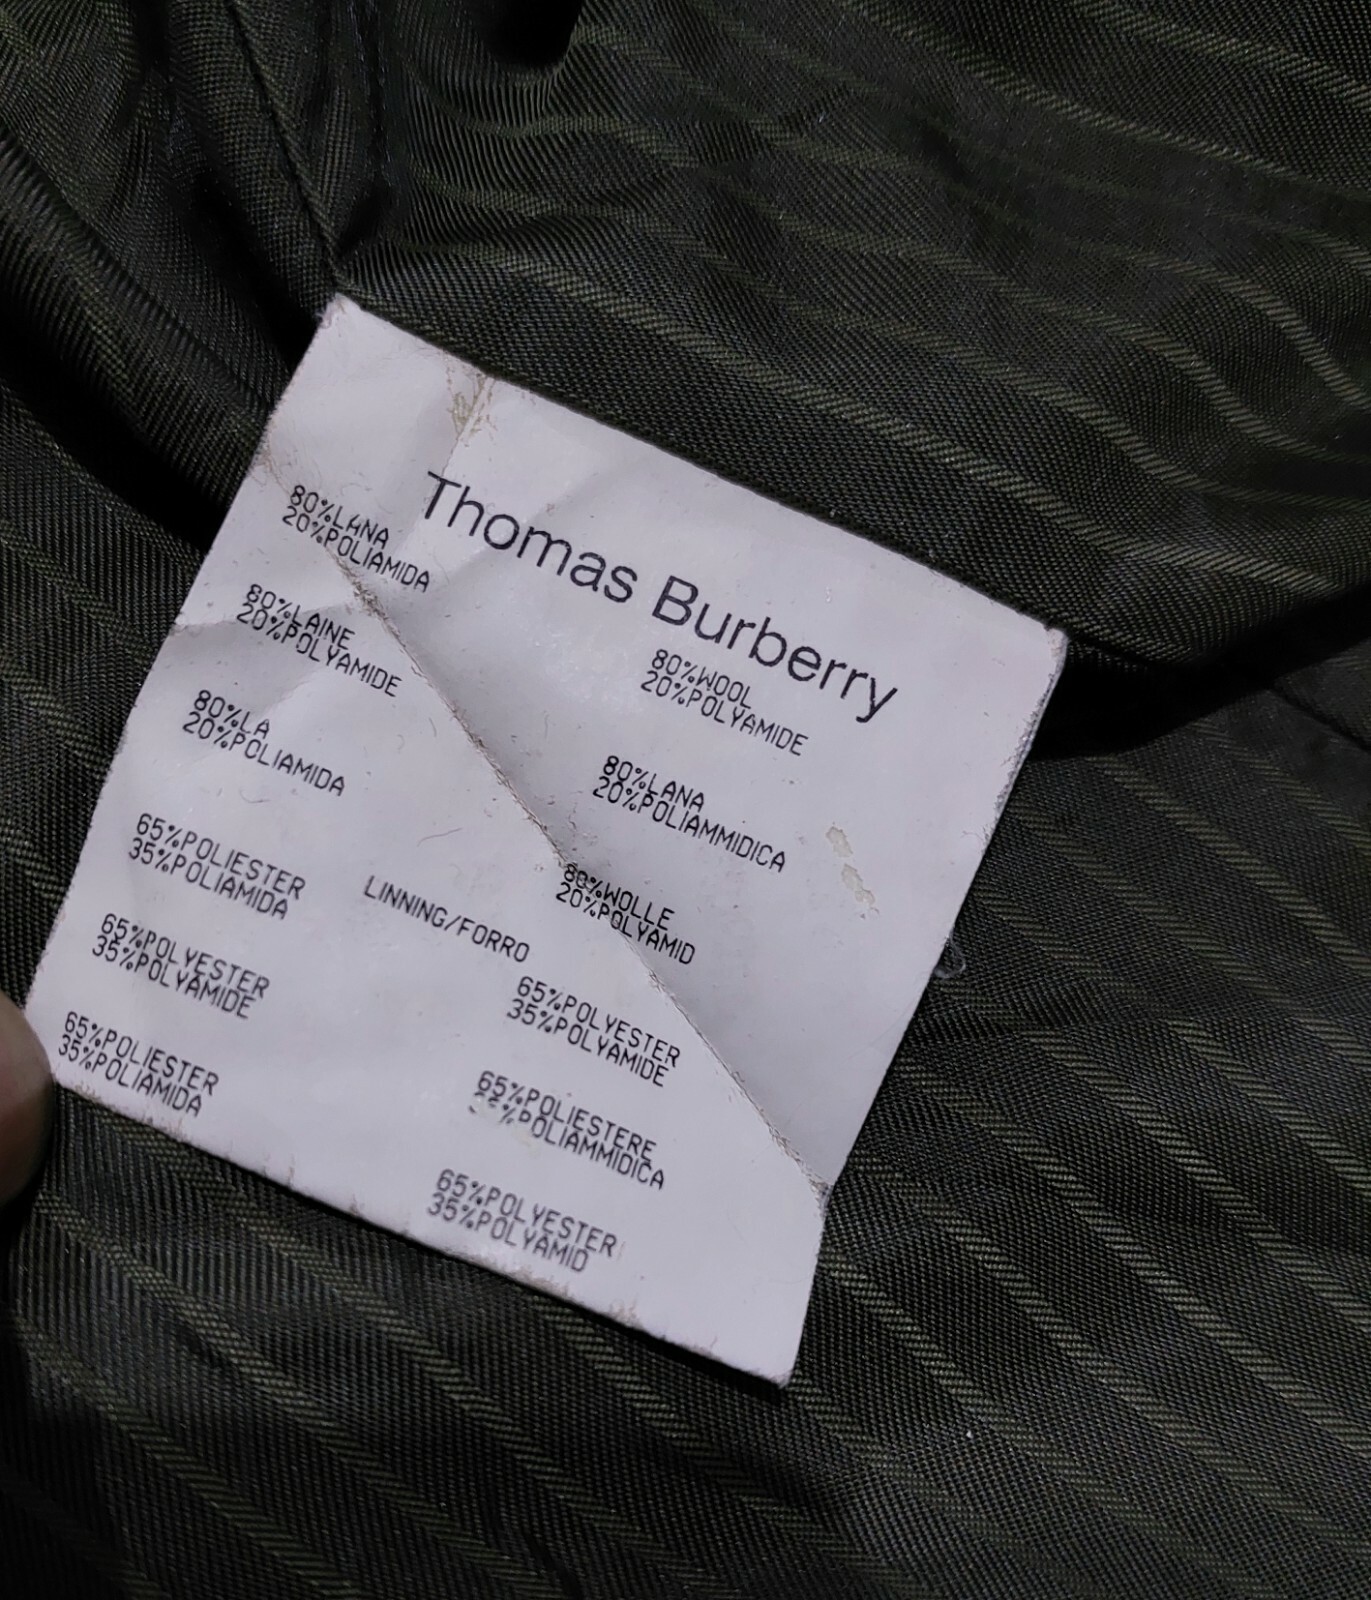 Thomas Burberry
80%LANA
20%POLIAMIDA
80%LAINE
20%POLYAMIDE
80%LA
20%POLIAMIDA
65%POLIESTER
35%POLIAMIDA
65%POLYESTER
35%POLYAMIDE
65%POLIESTER
35%POLIAMIDA
LINNING/FORRO
80%WOOL
20%POLYAMIDE
80%LANA
20%POLIAMMIDICA
80%WOLLE
20%POLYAMID
65%POLYESTER
35%POLYAMIDE
65%POLIESTERE
%POLIAMMIDICA
65%POLYESTER
35%POLYAMID